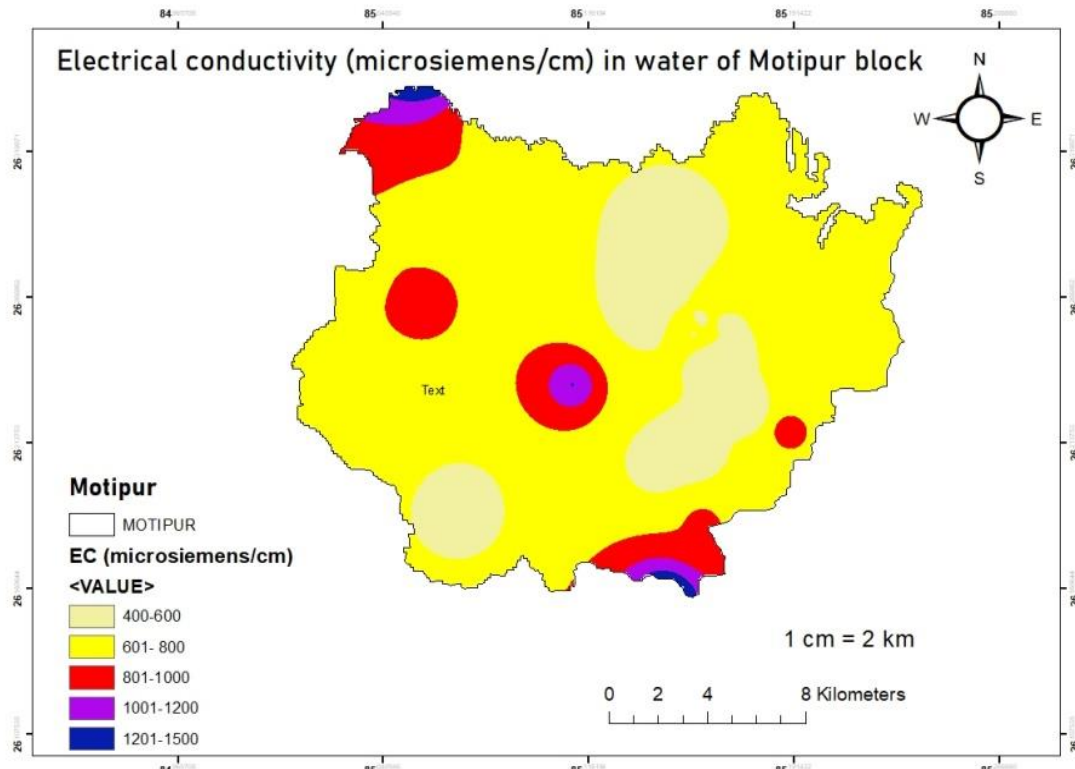 Electrical conductivity (microsiemens/cm) in water of Motipur block
N
W E
S
Text
Motipur
MOTIPUR
EC (microsiemens/cm)
<VALUE>
400-600
601- 800
801-1000
1001-1200
1201-1500
1 cm = 2 km
0 2 4 8 Kilometers